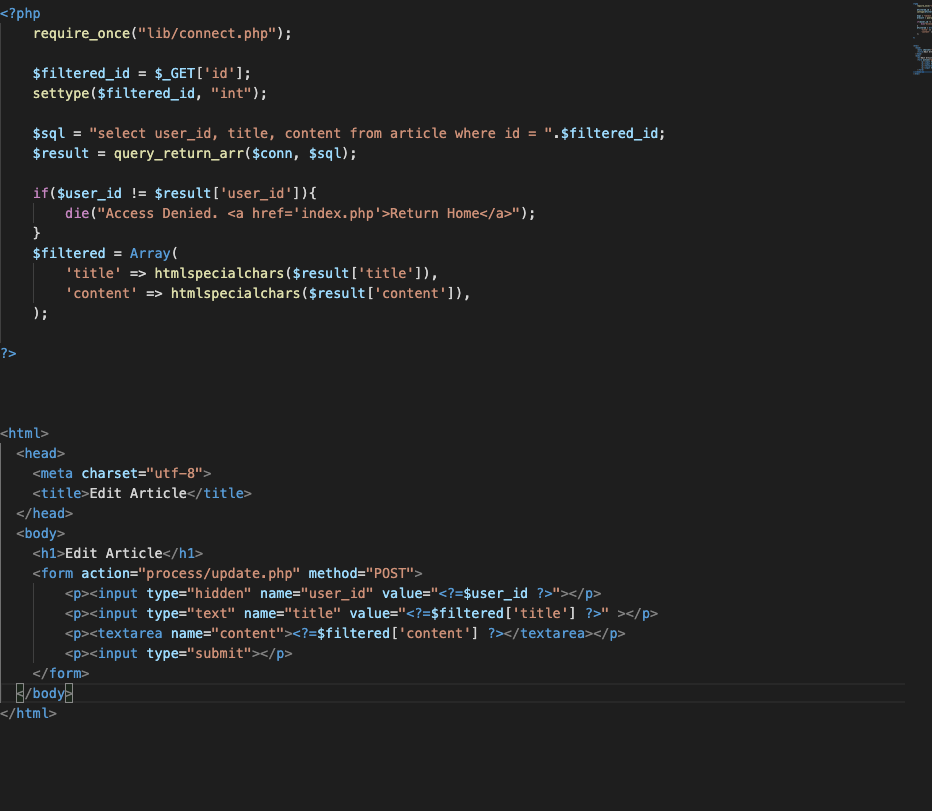 <?php
    require_once("lib/connect.php");

    $filtered_id = $_GET['id'];
    settype($filtered_id, "int");

    $sql = "select user_id, title, content from article where id = ".$filtered_id;
    $result = query_return_arr($conn, $sql);

    if($user_id != $result['user_id']){
        die("Access Denied. <a href='index.php'>Return Home</a>");
    }
    $filtered = Array(
        'title' => htmlspecialchars($result['title']),
        'content' => htmlspecialchars($result['content']),
    );

?>

<html>
  <head>
    <meta charset="utf-8">
    <title>Edit Article</title>
  </head>
  <body>
    <h1>Edit Article</h1>
    <form action="process/update.php" method="POST">
        <p><input type="hidden" name="user_id" value="<?=$user_id ?>"></p>
        <p><input type="text" name="title" value="<?=$filtered['title'] ?>" ></p>
        <p><textarea name="content"><?=$filtered['content'] ?></textarea></p>
        <p><input type="submit"></p>
    </form>
  </body>
</html>